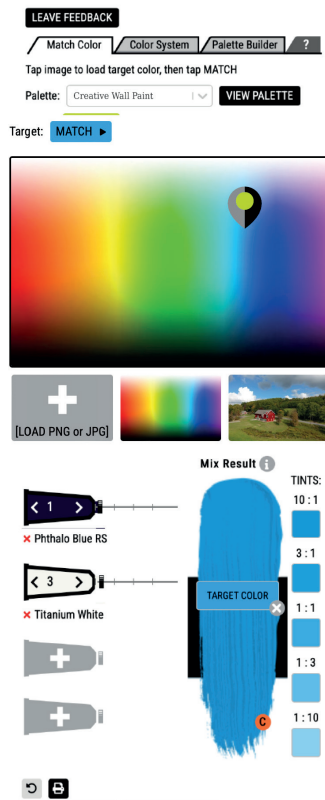 LEAVE FEEDBACK
Match Color
Color System
Palette Builder
?
Tap image to load target color, then tap MATCH
Palette: Creative Wall Paint VIEW PALETTE
Target: MATCH
[LOAD PNG or JPG]
Mix Result i
TINTS:
10 : 1
1
× Phthalo Blue RS
3 : 1
3
TARGET COLOR
1 : 1
× Titanium White
1 : 3
C
1 : 10